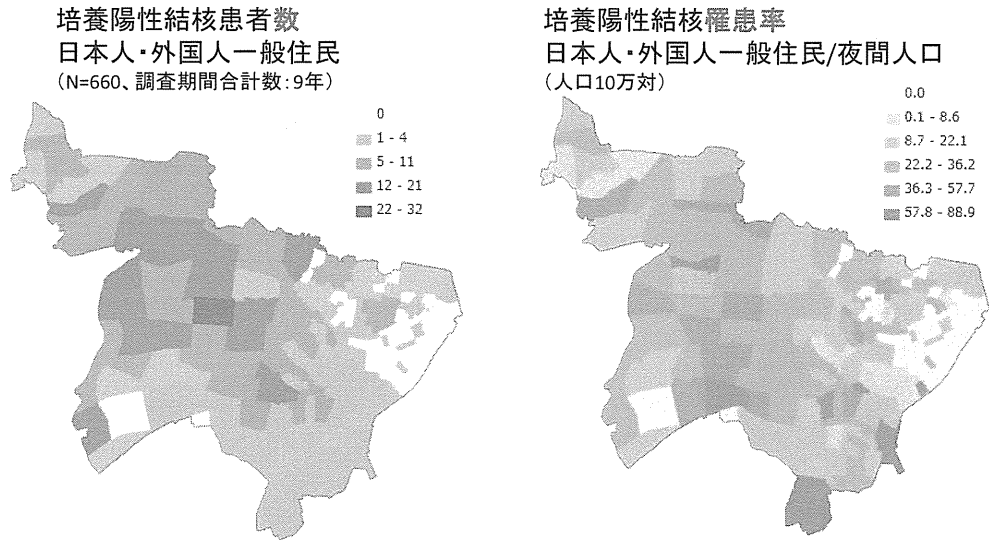 培養陽性結核患者数
日本人・外国人一般住民
（N=660、調査期間合計数：9年）
0
1 - 4
5 - 11
12 - 21
22 - 32
培養陽性結核罹患率
日本人・外国人一般住民/夜間人口
（人口10万対）
0.0
0.1 - 8.6
8.7 - 22.1
22.2 - 36.2
36.3 - 57.7
57.8 - 88.9